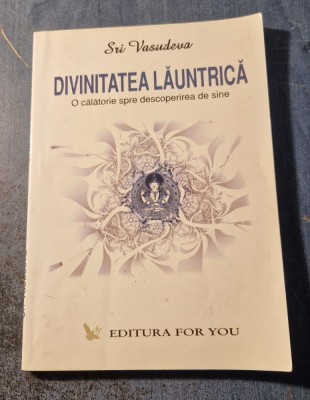 Sri Vasudeva
DIVINITATEA LĂUNTRICĂ
O călătorie spre descoperirea de sine
EDITURA FOR YOU